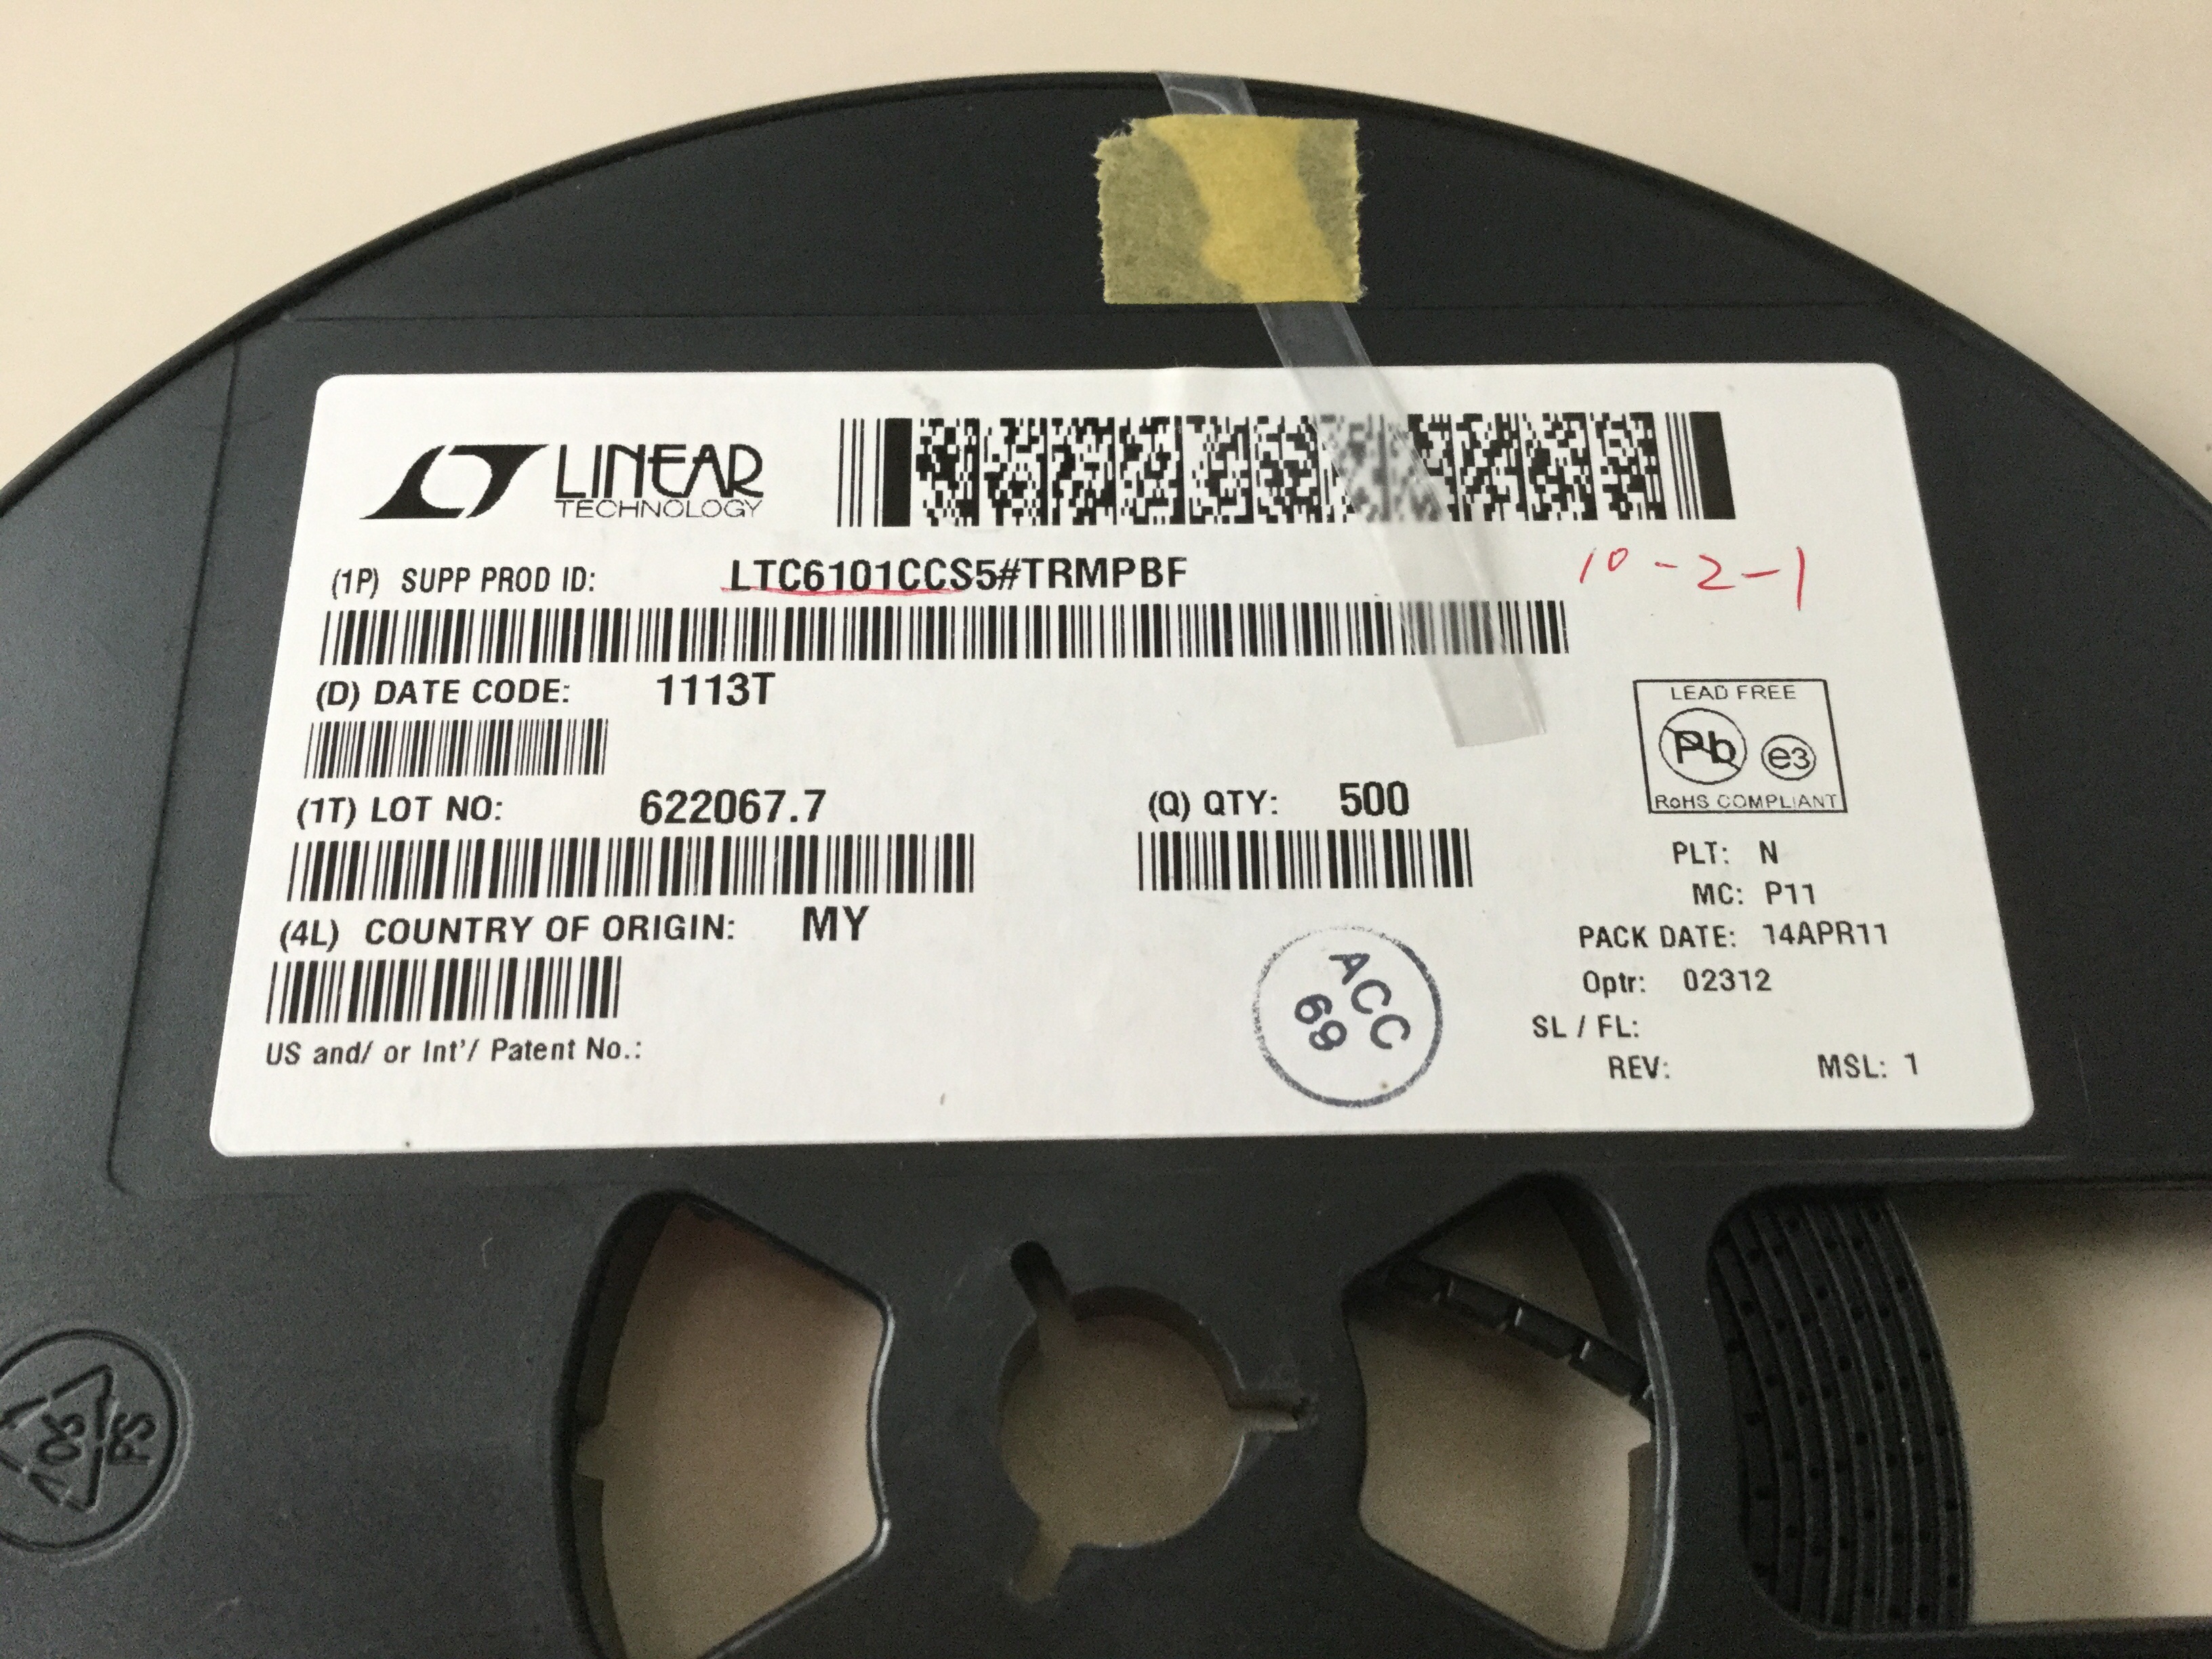 LINEAR
TECHNOLOGY
(1P) SUPP PROD ID: LTC6101CCS5#TRMPBF
10-2-1
(D) DATE CODE: 1113T
LEAD FREE
Pb e3
RoHS COMPLIANT
(1T) LOT NO: 622067.7
(Q) QTY: 500
PLT: N
MC: P11
(4L) COUNTRY OF ORIGIN: MY
PACK DATE: 14APR11
Optr: 02312
SL / FL:
REV: MSL: 1
ACC
69
US and/ or Int'/ Patent No.:
06
PS